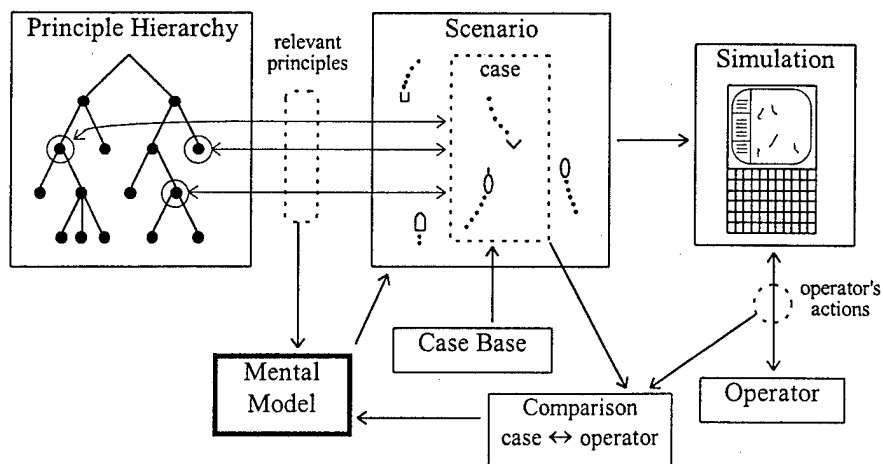 Principle Hierarchy
relevant
principles
Scenario
case
Simulation
operator's
actions
Case Base
Mental
Model
Comparison
case ↔ operator
Operator